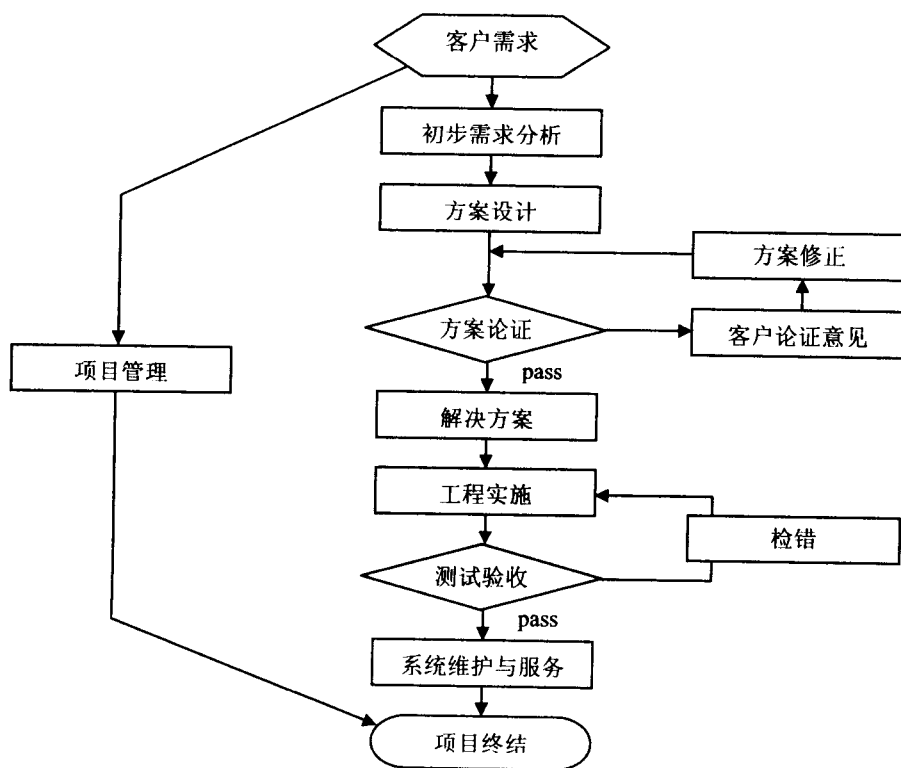 客户需求
初步需求分析
方案设计
方案修正
方案论证
客户论证意见
项目管理
pass
解决方案
工程实施
检错
测试验收
pass
系统维护与服务
项目终结